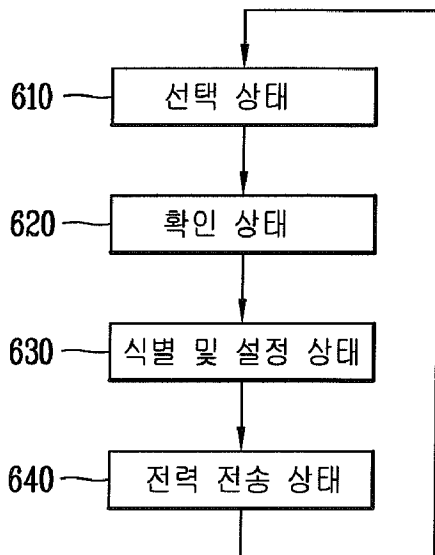 610 선택 상태
620 확인 상태
630 식별 및 설정 상태
640 전력 전송 상태